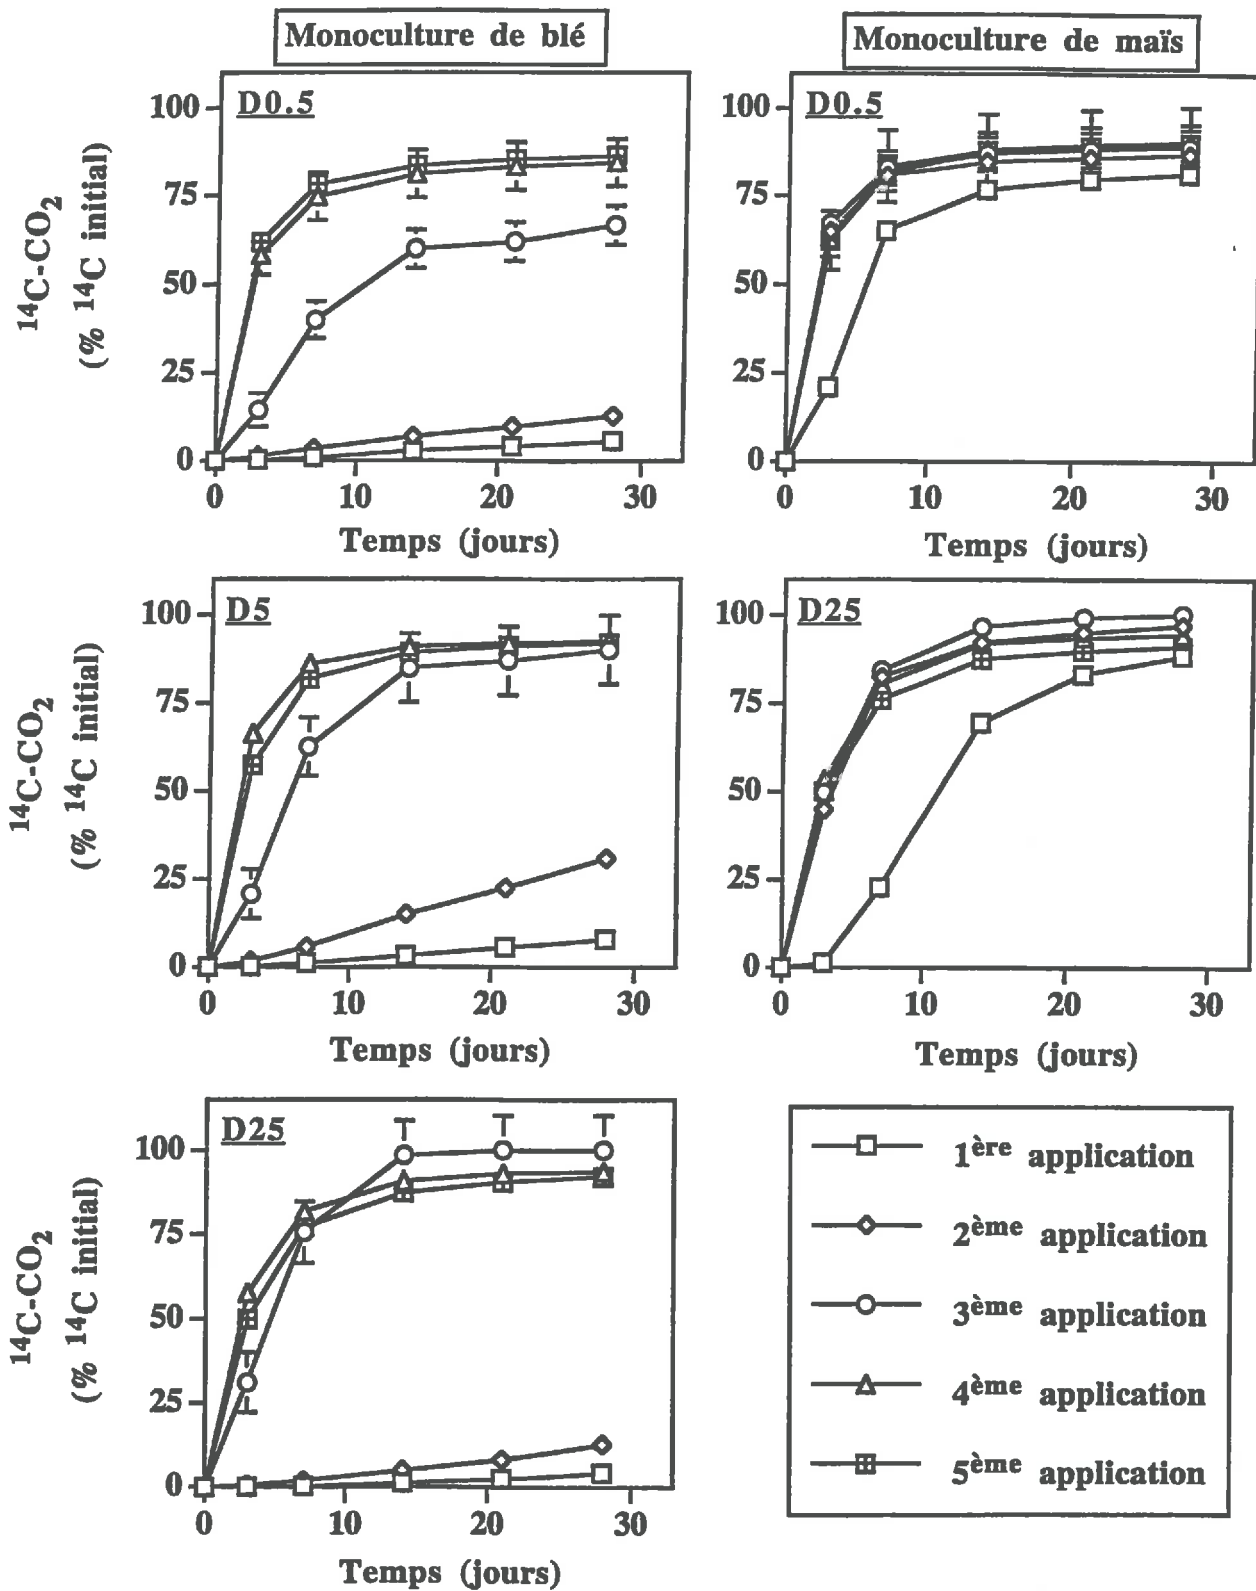 Monoculture de blé
Monoculture de maïs
D0.5
100
75
50
25
0
0 10 20 30
Temps (jours)
14C-CO2
(% 14C initial)
D0.5
100
75
50
25
0
0 10 20 30
Temps (jours)
D5
100
75
50
25
0
0 10 20 30
Temps (jours)
14C-CO2
(% 14C initial)
D25
100
75
50
25
0
0 10 20 30
Temps (jours)
D25
100
75
50
25
0
0 10 20 30
Temps (jours)
14C-CO2
(% 14C initial)
1ère application
2ème application
3ème application
4ème application
5ème application